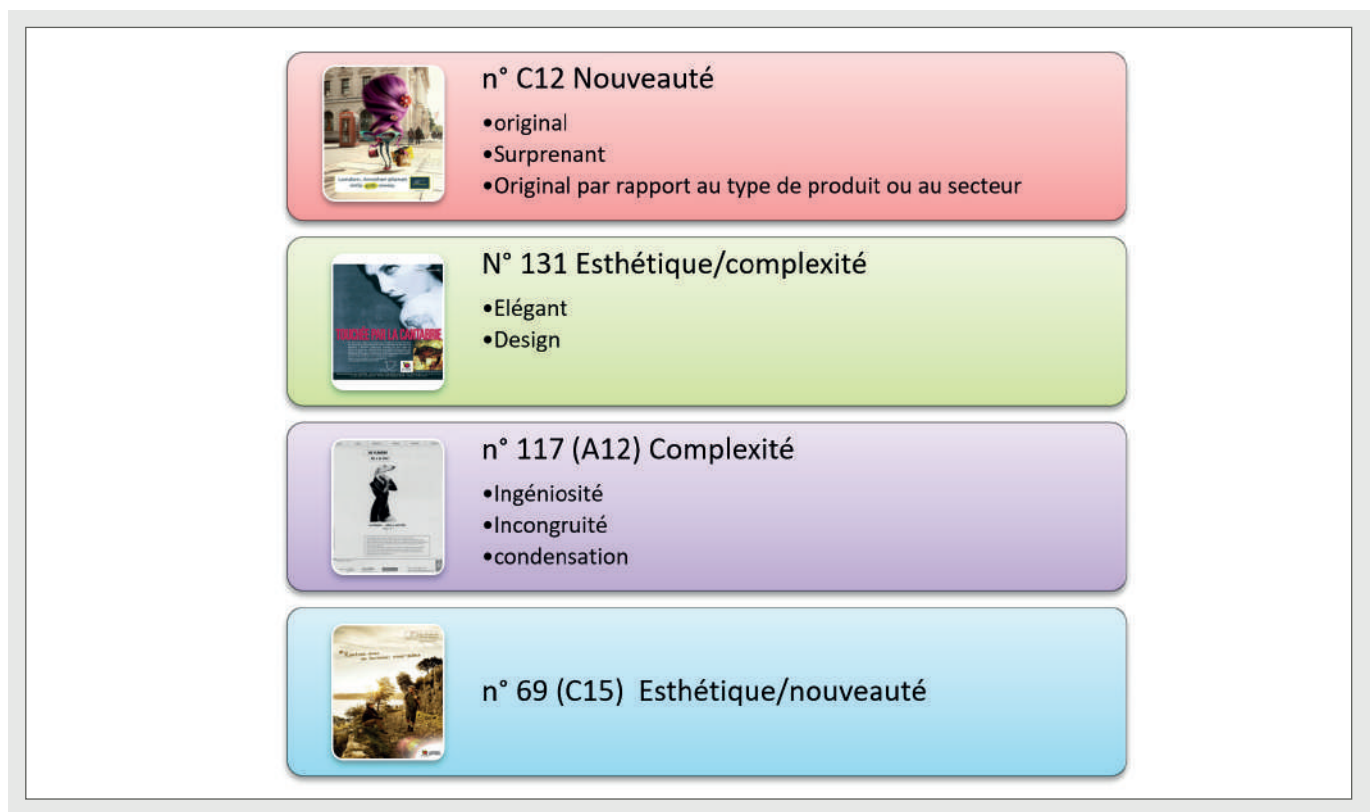 n° C12 Nouveauté
•original
•Surprenant
•Original par rapport au type de produit ou au secteur
N° 131 Esthétique/complexité
•Elégant
•Design
n° 117 (A12) Complexité
•Ingéniosité
•Incongruité
•condensation
n° 69 (C15) Esthétique/nouveauté